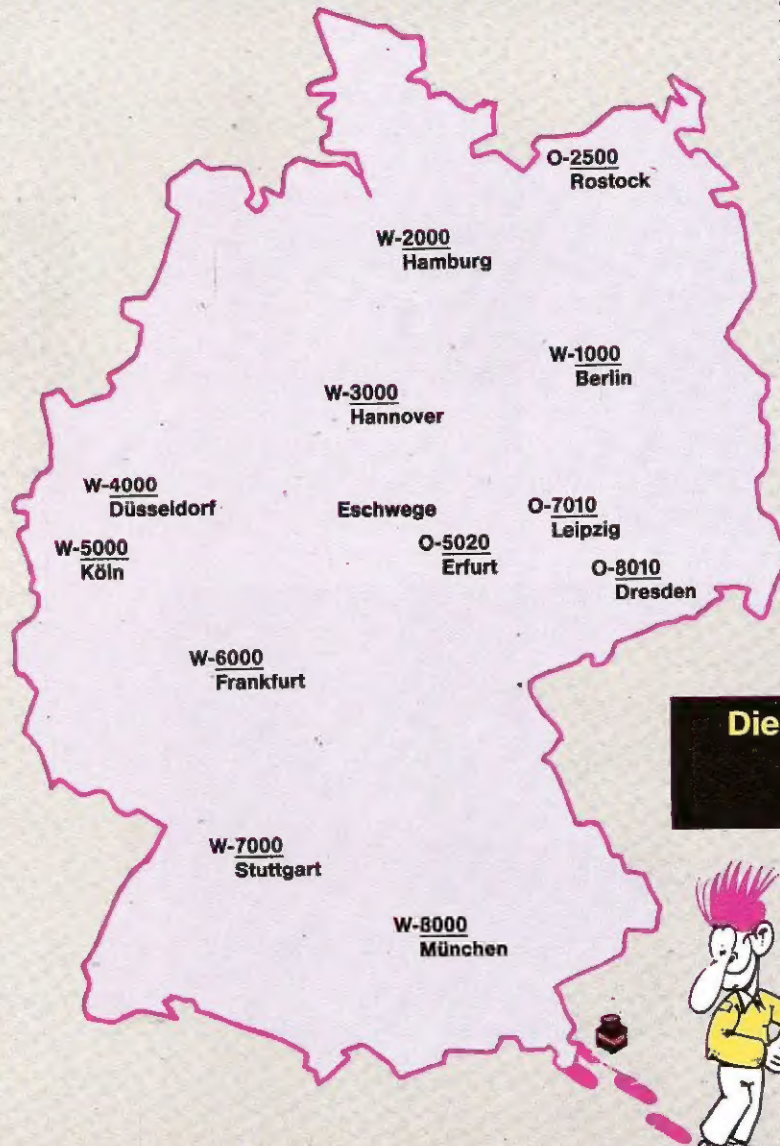 O-2500
Rostock
W-2000
Hamburg
W-1000
Berlin
W-3000
Hannover
W-4000
Düsseldorf
Eschwege
O-7010
Leipzig
W-5000
Köln
O-5020
Erfurt
O-8010
Dresden
W-6000
Frankfurt
Die
W-7000
Stuttgart
W-8000
München